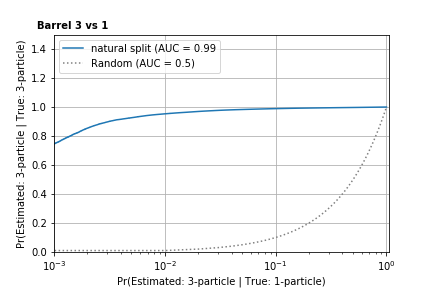 Barrel 3 vs 1
Pr(Estimated: 3-particle | True: 3-particle)
1.4
1.2
1.0
0.8
0.6
0.4
0.2
0.0
natural split (AUC = 0.99
Random (AUC = 0.5)
10⁻³
10⁻²
10⁻¹
10⁰
Pr(Estimated: 3-particle | True: 1-particle)